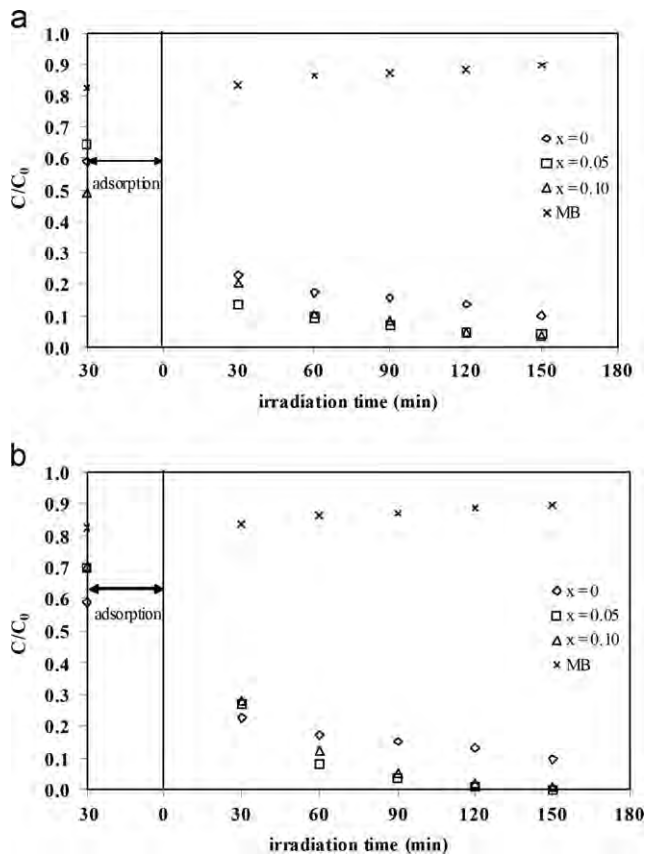 a
1.0
0.9
0.8
0.7
0.6
0.5
0.4
0.3
0.2
0.1
0.0
C/C0
adsorption
x = 0
x = 0.05
x = 0.10
MB
30 0 30 60 90 120 150 180
irradiation time (min)
b
1.0
0.9
0.8
0.7
0.6
0.5
0.4
0.3
0.2
0.1
0.0
C/C0
adsorption
x = 0
x = 0.05
x = 0.10
MB
30 0 30 60 90 120 150 180
irradiation time (min)